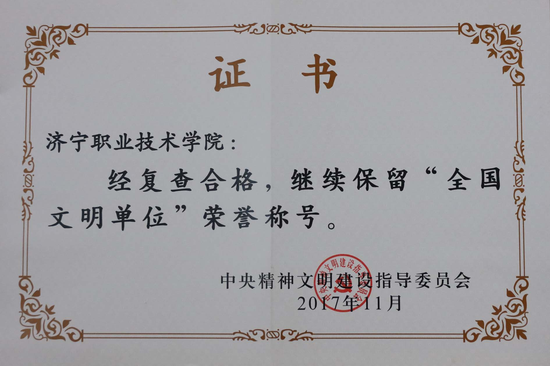 证书
济宁职业技术学院：
经复查合格，继续保留“全国
文明单位”荣誉称号。
中央精神文明建设指导委员会
2017年11月